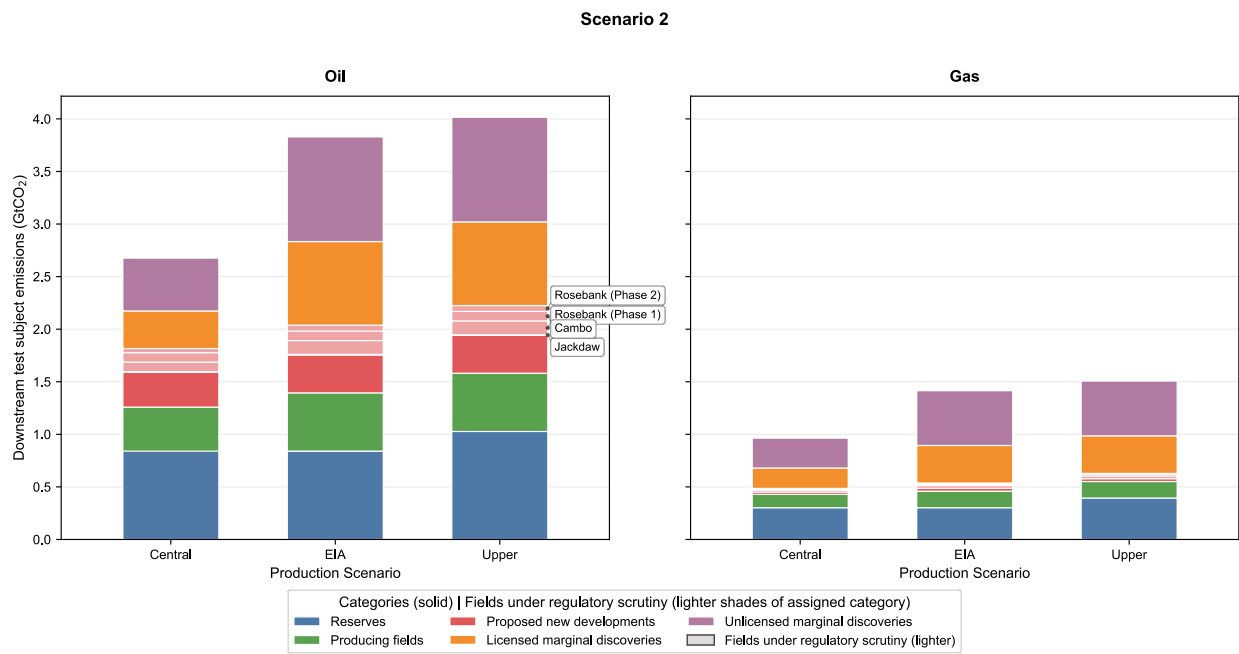 Scenario 2
Oil
Gas
Downstream test subject emissions (GtCO₂)
4.0
3.5
3.0
2.5
2.0
1.5
1.0
0.5
0.0
Rosebank (Phase 2)
Rosebank (Phase 1)
Cambo
Jackdaw
Central EIA Upper
Production Scenario
Central EIA Upper
Production Scenario
Categories (solid) | Fields under regulatory scrutiny (lighter shades of assigned category)
Reserves
Producing fields
Proposed new developments
Licensed marginal discoveries
Unlicensed marginal discoveries
Fields under regulatory scrutiny (lighter)